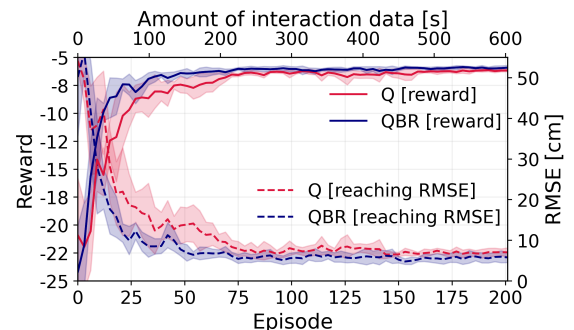 Amount of interaction data [s]
0 100 200 300 400 500 600
-5
-8
-10
-12
-15
-18
-20
-22
-25
Reward
50
40
30
20
10
0
RMSE [cm]
Q [reward]
QBR [reward]
Q [reaching RMSE]
QBR [reaching RMSE]
0 25 50 75 100 125 150 175 200
Episode